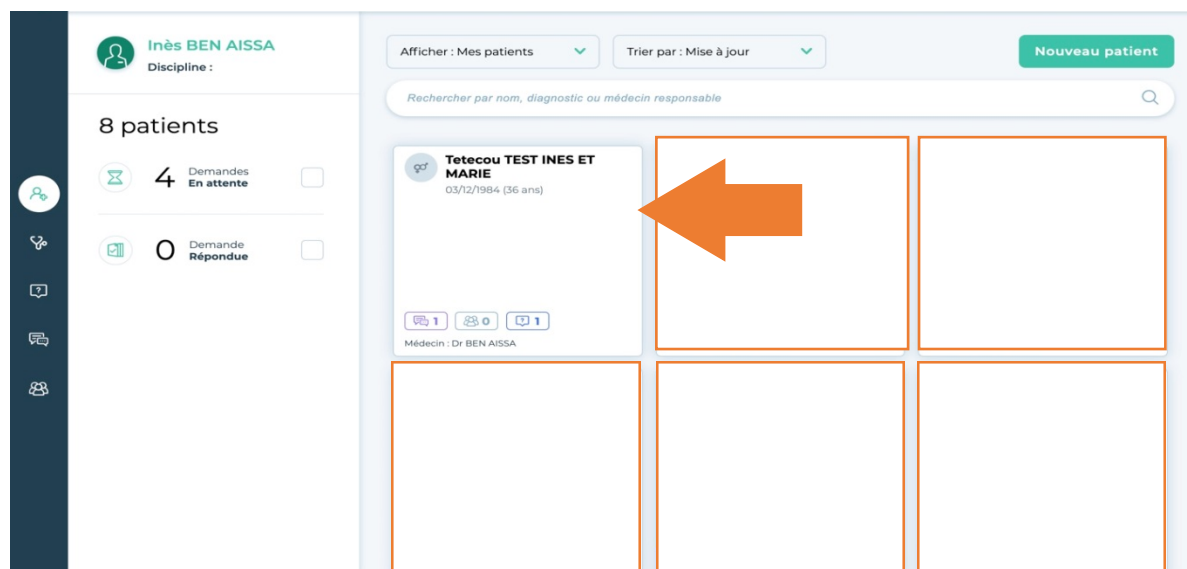 Inès BEN AISSA
Discipline :
8 patients
4 Demandes
En attente
0 Demande
Répondue
Afficher : Mes patients
Trier par : Mise à jour
Nouveau patient
Rechercher par nom, diagnostic ou médecin responsable
Tetecou TEST INES ET
MARIE
03/12/1984 (36 ans)
1 0 1
Médecin : Dr BEN AISSA